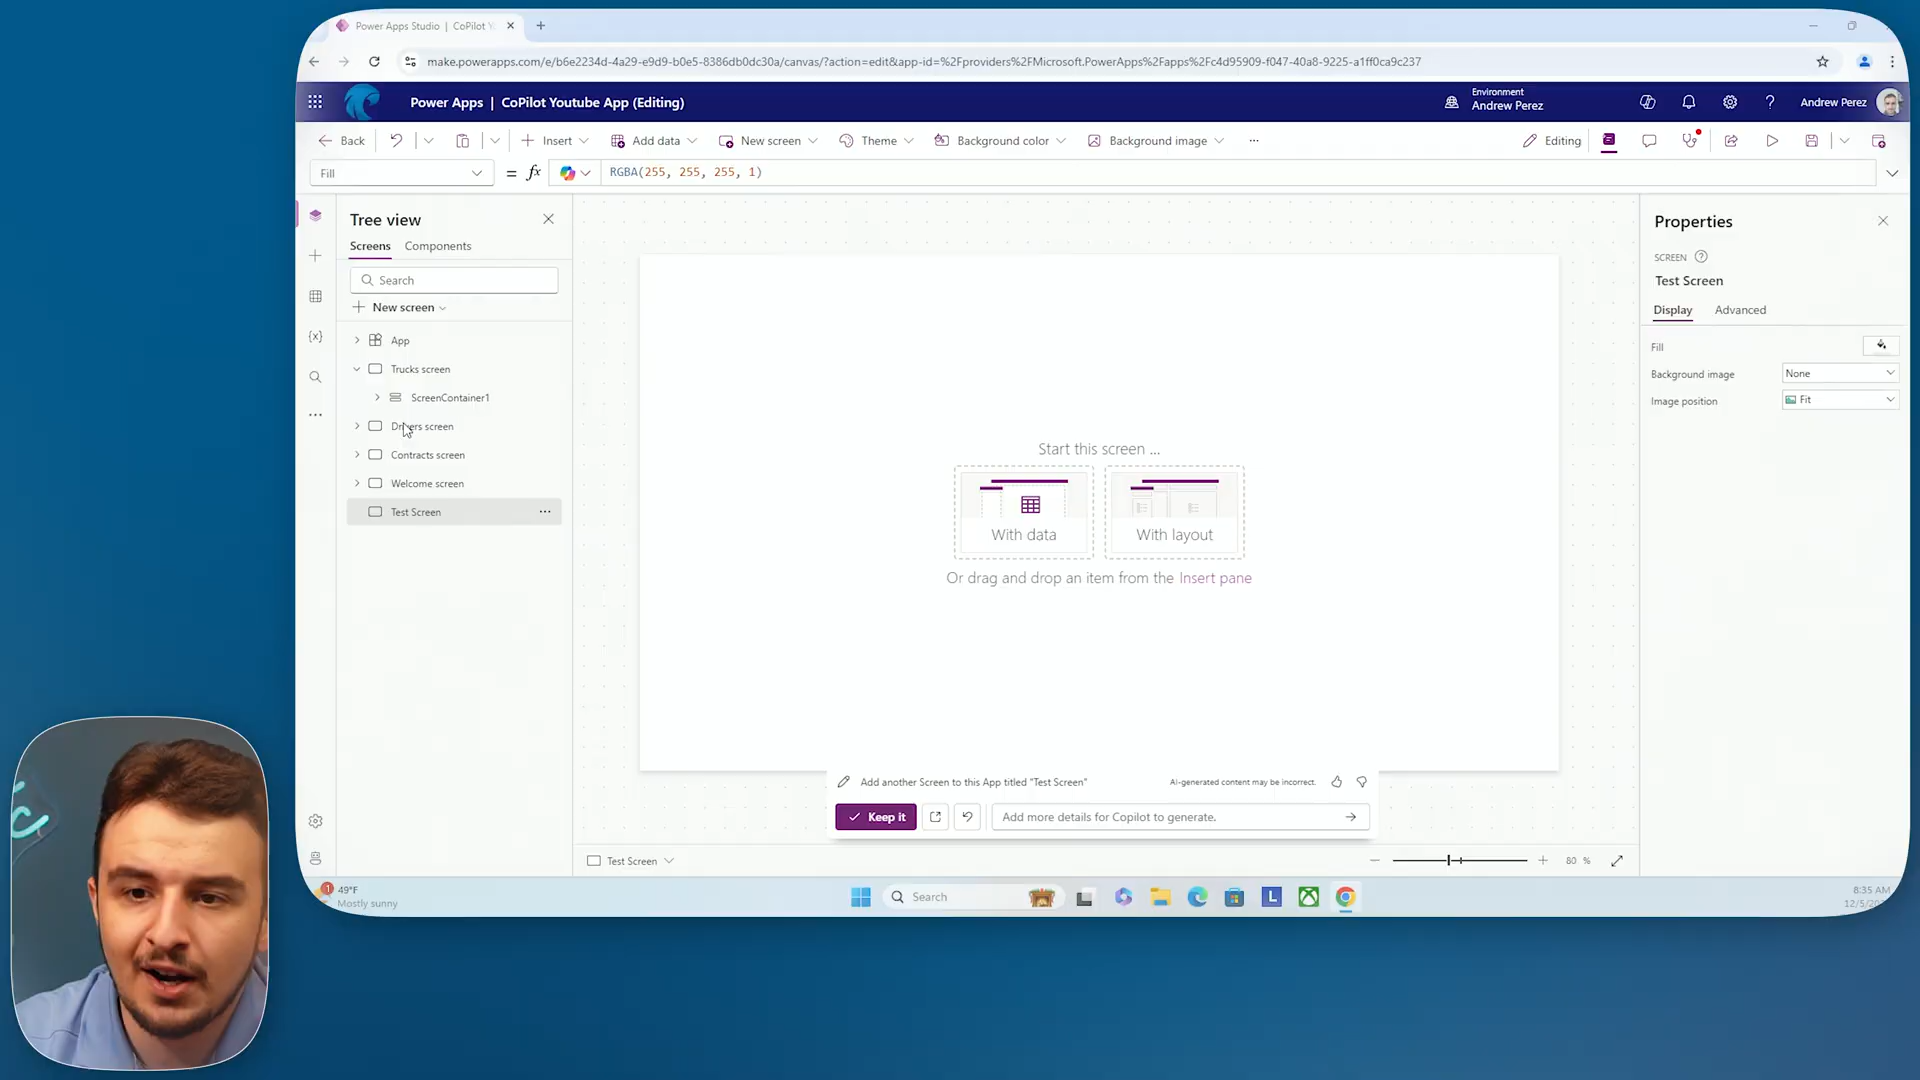 Power Apps Studio | CoPilot Y
make.powerapps.com/e/b6e2234d-4a29-e9d9-b0e5-8386db0dc30a/canvas/?action=edit&app-id=%2Fproviders%2FMicrosoft.PowerApps%2Fapps%2Fc4d95909-f047-40a8-9225-a1ff0ca9c237
Power Apps | CoPilot Youtube App (Editing)
Environment
Andrew Perez
Andrew Perez
Back
Insert
Add data
New screen
Theme
Background color
Background image
Editing
Fill
= fx
RGBA(255, 255, 255, 1)
Tree view
Screens
Components
Search
New screen
App
Trucks screen
ScreenContainer1
Drivers screen
Contracts screen
Welcome screen
Test Screen
Start this screen ...
With data
With layout
Or drag and drop an item from the Insert pane
Add another Screen to this App titled "Test Screen"
AI-generated content may be incorrect.
Keep it
Add more details for Copilot to generate.
Test Screen
80 %
Properties
SCREEN
Test Screen
Display
Advanced
Fill
Background image
None
Image position
Fit
1
49°F
Mostly sunny
Search
L
8:35 AM